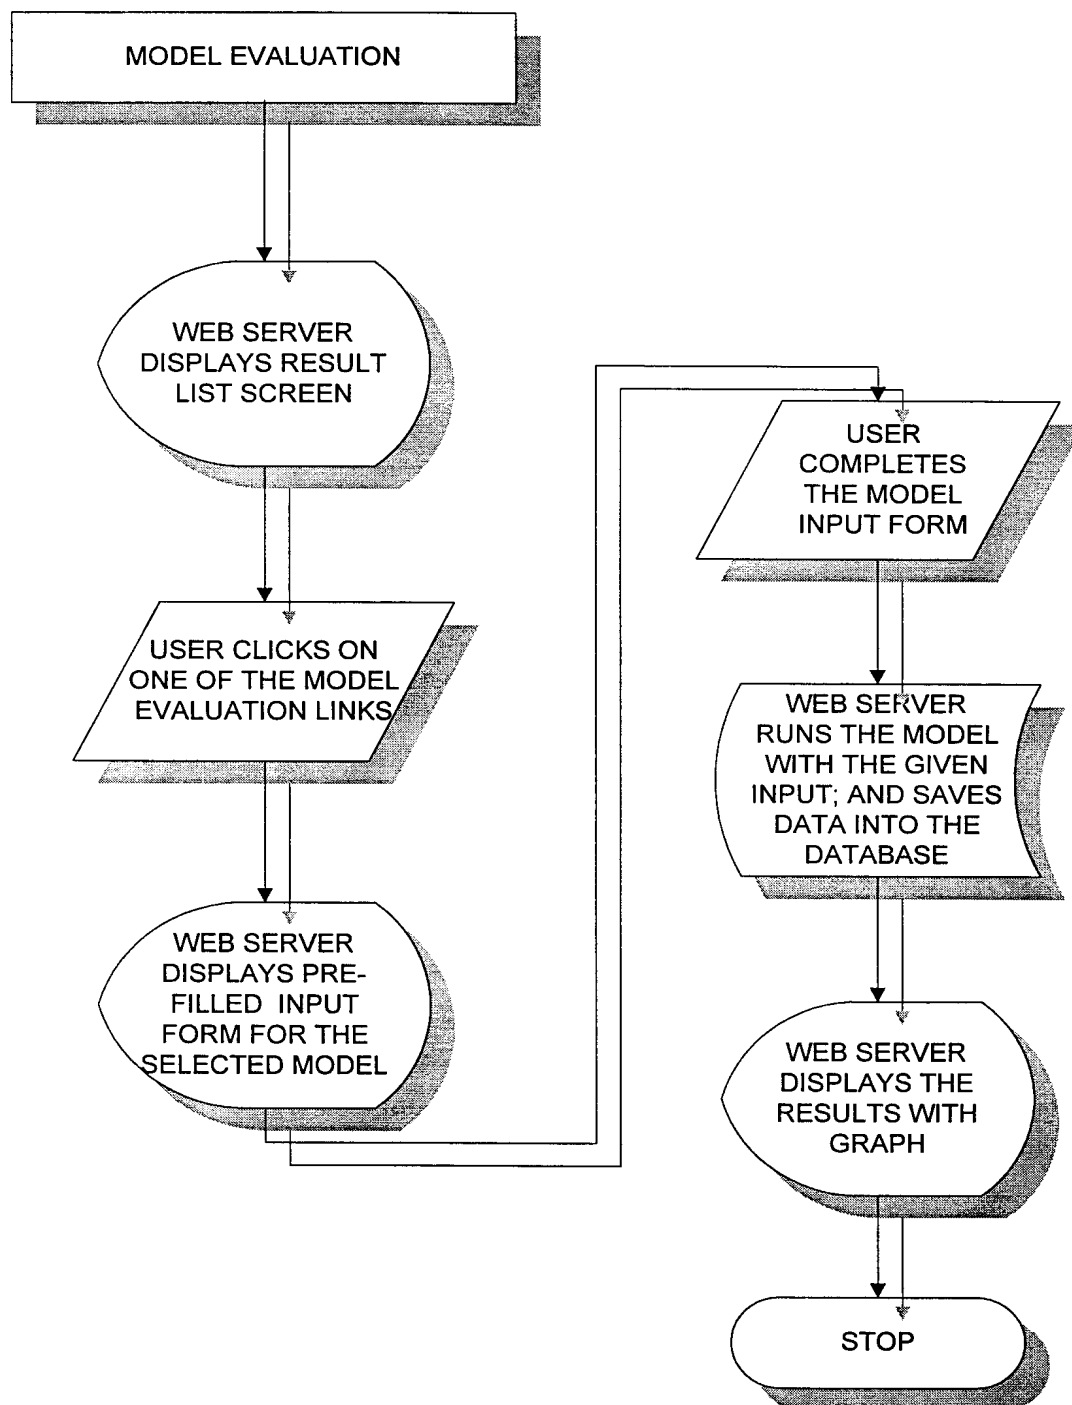 MODEL EVALUATION
WEB SERVER
DISPLAYS RESULT
LIST SCREEN
USER CLICKS ON
ONE OF THE MODEL
EVALUATION LINKS
WEB SERVER
DISPLAYS PRE-
FILLED INPUT
FORM FOR THE
SELECTED MODEL
USER
COMPLETES
THE MODEL
INPUT FORM
WEB SERVER
RUNS THE MODEL
WITH THE GIVEN
INPUT; AND SAVES
DATA INTO THE
DATABASE
WEB SERVER
DISPLAYS THE
RESULTS WITH
GRAPH
STOP